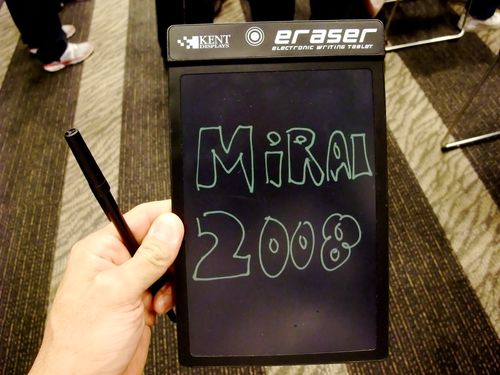 KENT
DISPLAYS
eraser
ELECTRONIC WRITING TABLET
MiRAI
2008